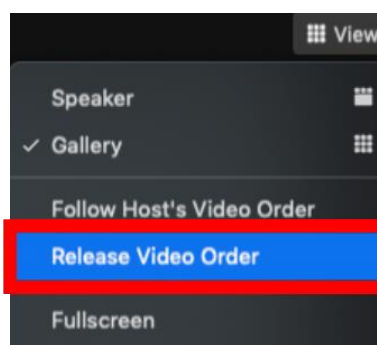 View
Speaker
Gallery
Follow Host's Video Order
Release Video Order
Fullscreen